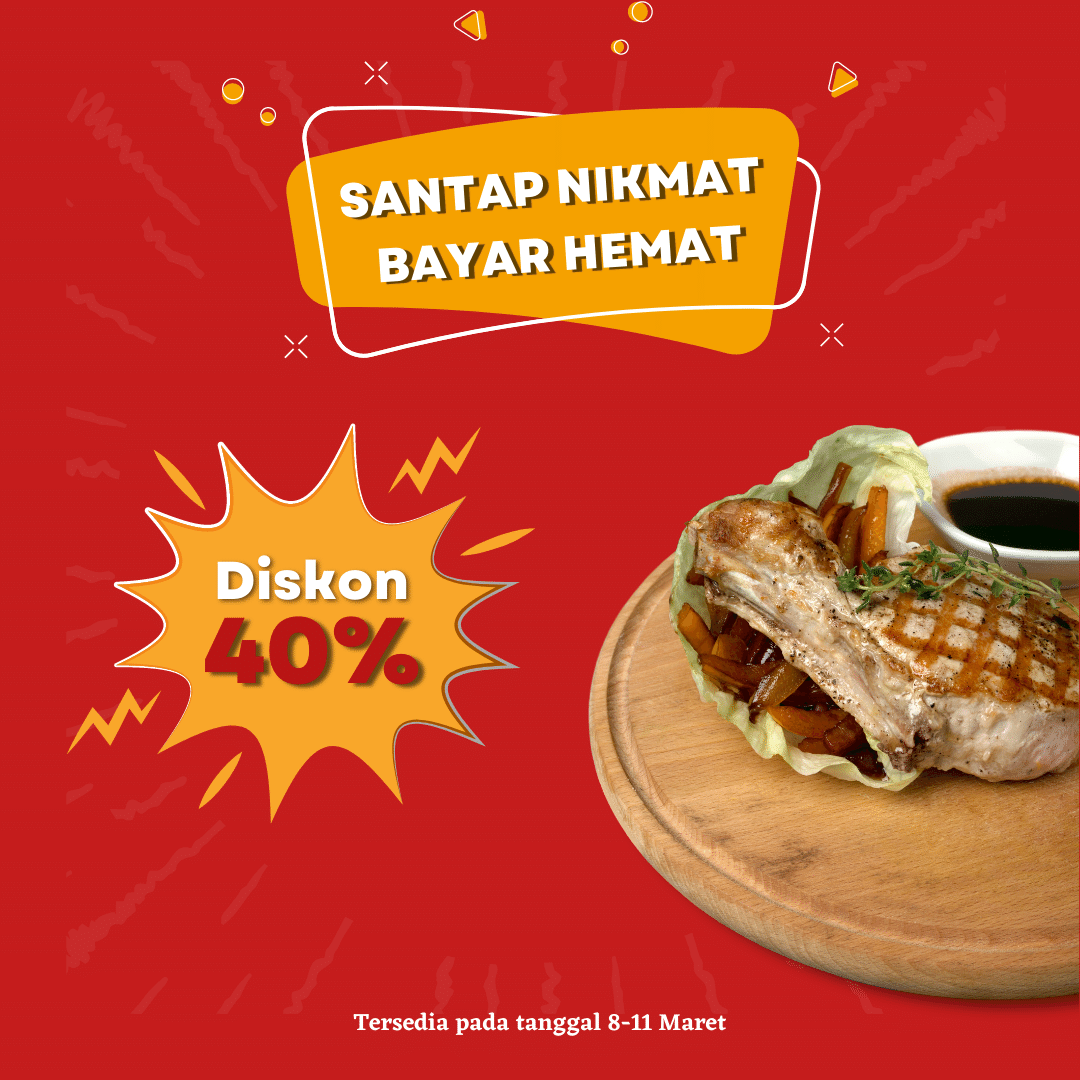 SANTAP NIKMAT
BAYAR HEMAT
Diskon
40%
Tersedia pada tanggal 8-11 Maret